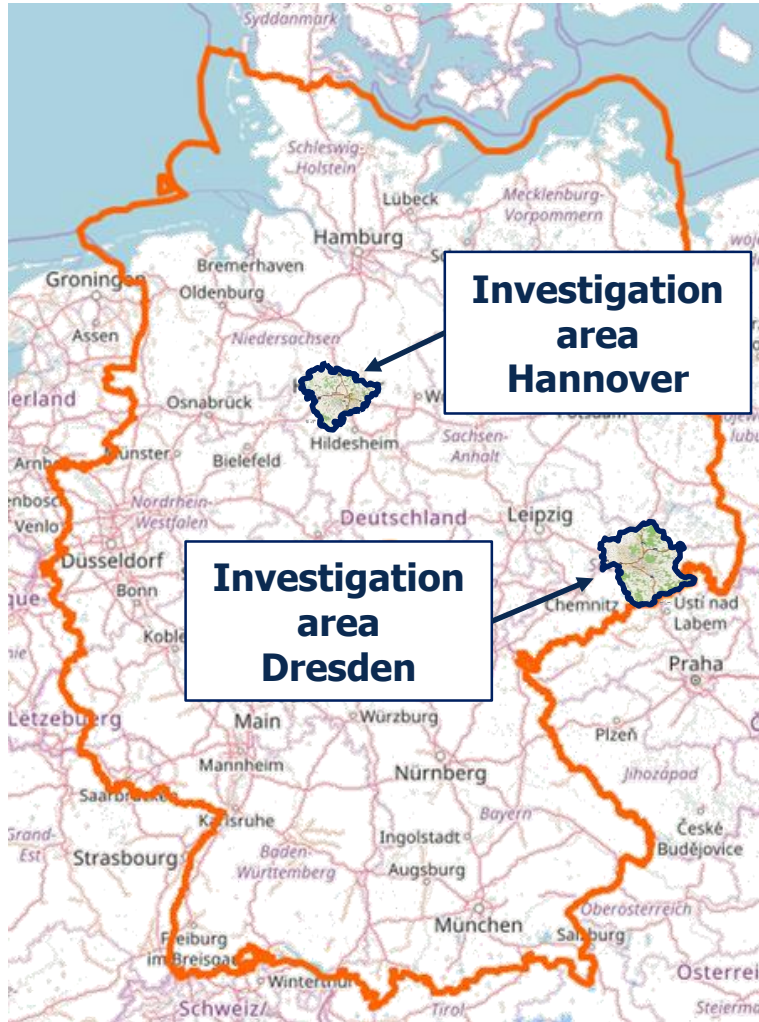 Syddanmark
Schleswig-
Holstein
Lübeck
Mecklenburg-
Vorpommern
Hamburg
Bremerhaven
Groningen
Oldenburg
Investigation
area
Hannover
Assen
Niedersachsen
Osnabrück
Hildesheim
Sachsen-
Anhalt
Münster
Bielefeld
Nordrhein-
Westfalen
Deutschland
Leipzig
Venlo
Düsseldorf
Bonn
Investigation
area
Dresden
Chemnitz
Ústí nad
Labem
Praha
Lëtzebuerg
Main
Würzburg
Plzeň
Mannheim
Nürnberg
Jihozápad
Saarbrücken
Karlsruhe
Bayern
České
Budějovice
Grand-
Est
Strasbourg
Baden-
Württemberg
Ingolstadt
Augsburg
München
Oberösterreich
Salzburg
Freiburg
im Breisgau
Winterthur
Schweiz/
Tirol